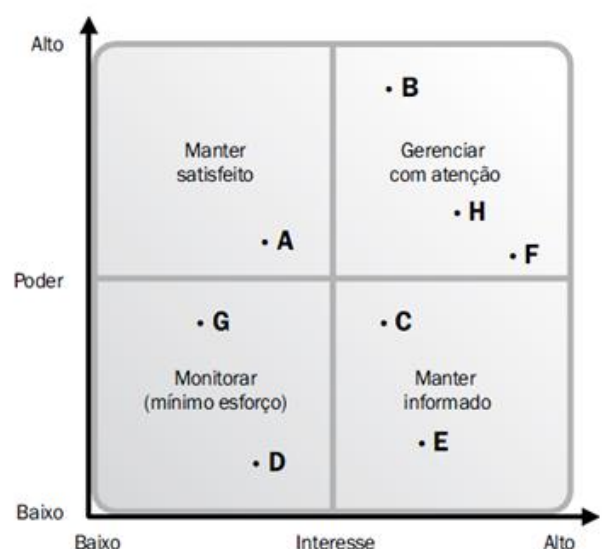 Alto
B
Manter
satisfeito
Gerenciar
com atenção
H
A
F
Poder
G
C
Monitorar
(mínimo esforço)
Manter
informado
E
D
Baixo
Baixo
Interesse
Alto